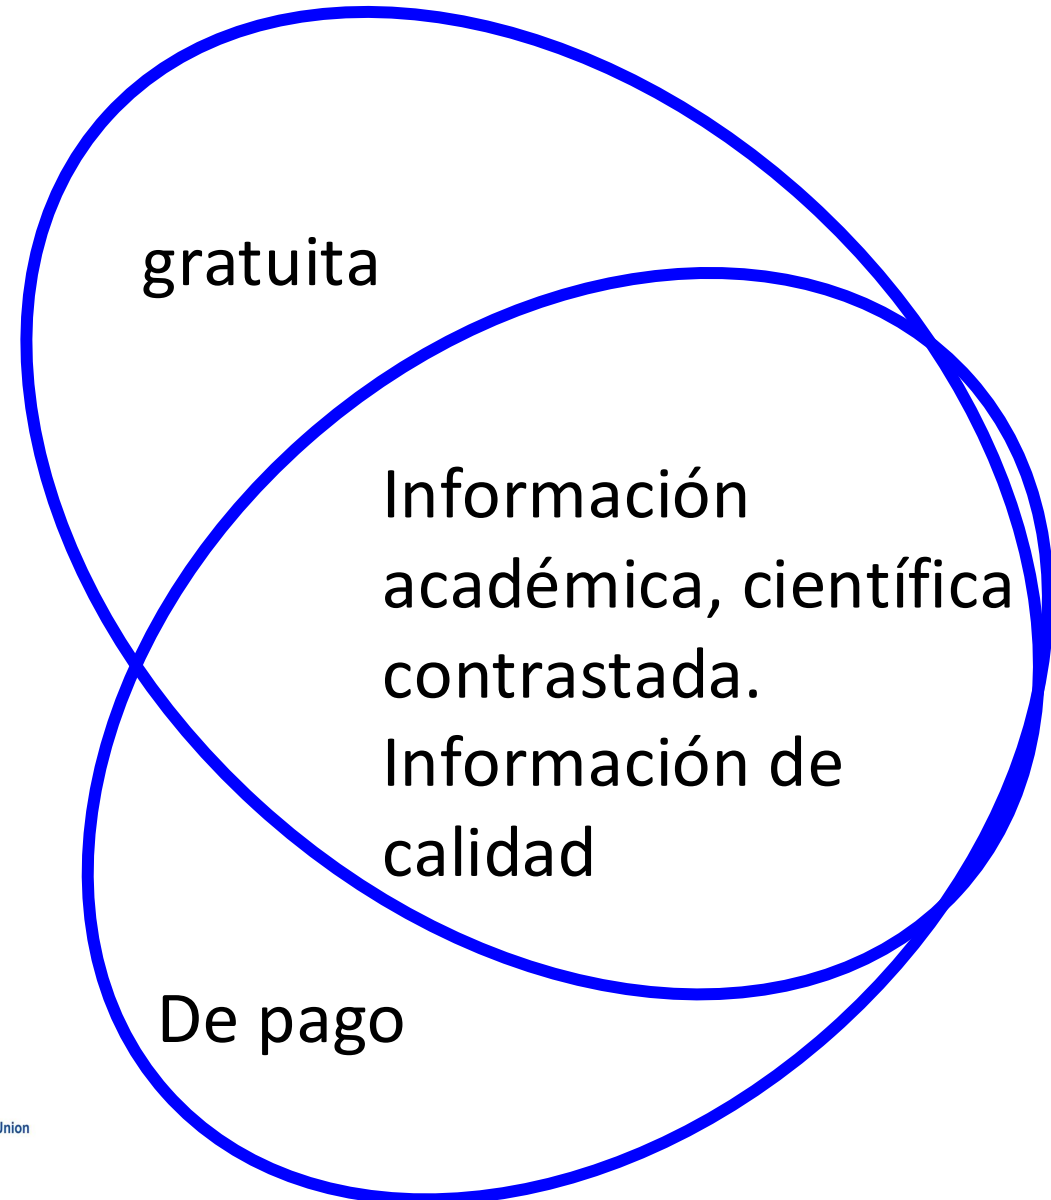 gratuita
Información
académica, científica
contrastada.
Información de
calidad
De pago
Union